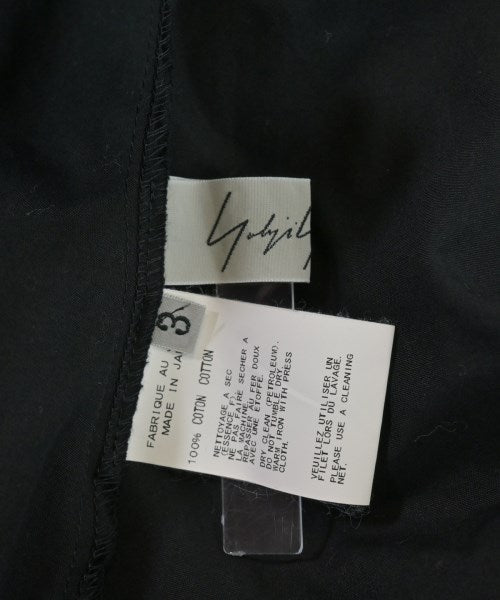 3
FABRIQUE AU
MADE IN
100% COTON COTTON
NETTOYAGE A SEC
(ESSENCE F).
NE PAS FAIRE SECHER A
LA MACHINE.
REPASSER AU FER DOUX
AVEC UNE ETOFFE.
DRY CLEAN (PETROLEUM).
DO NOT TUMBLE DRY
WARM, IRON WITH PRESS
CLOTH.
VEUILLEZ UTILISER UN
FILET LORS DU LAVAGE.
PLEASE USE A CLEANING
NET.